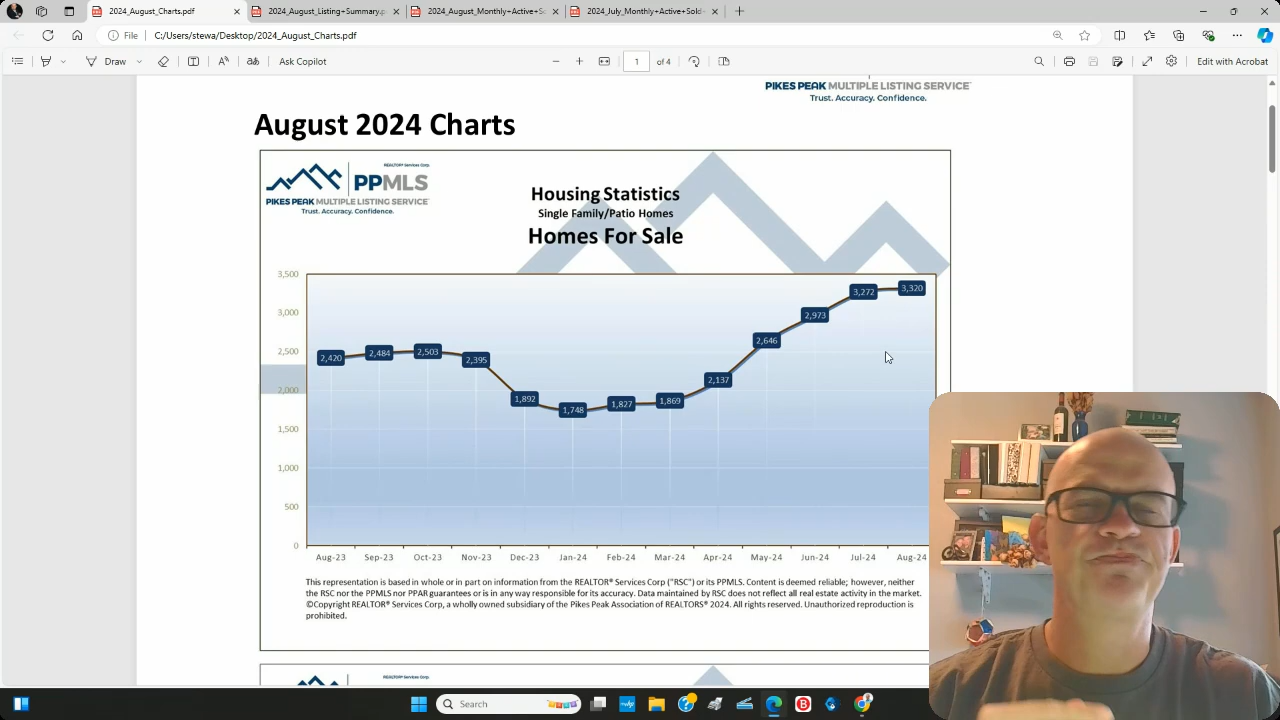 2024_August_Charts.pdf
2024_August_Listing-Summary.p
2024_August_Monthly+Active+So
2024_July_Monthly+Active+Sold-
File
C:/Users/stewa/Desktop/2024_August_Charts.pdf
Draw
Ask Copilot
1 of 4
Edit with Acrobat
PIKES PEAK MULTIPLE LISTING SERVICE™
Trust. Accuracy. Confidence.
August 2024 Charts
REALTOR® Services Corp.
PPMLS
PIKES PEAK MULTIPLE LISTING SERVICE™
Trust. Accuracy. Confidence.
Housing Statistics
Single Family/Patio Homes
Homes For Sale
3,500
3,000
2,500
2,000
1,500
1,000
500
0
2,420
2,484
2,503
2,395
1,892
1,748
1,827
1,869
2,137
2,646
2,973
3,272
3,320
Aug-23 Sep-23 Oct-23 Nov-23 Dec-23 Jan-24 Feb-24 Mar-24 Apr-24 May-24 Jun-24 Jul-24 Aug-24
This representation is based in whole or in part on information from the REALTOR® Services Corp ("RSC") or its PPMLS. Content is deemed reliable; however, neither
the RSC nor the PPMLS nor PPAR guarantees or is in any way responsible for its accuracy. Data maintained by RSC does not reflect all real estate activity in the market.
©Copyright REALTOR® Services Corp, a wholly owned subsidiary of the Pikes Peak Association of REALTORS® 2024. All rights reserved. Unauthorized reproduction is
prohibited.
REALTOR® Services Corp.
Search